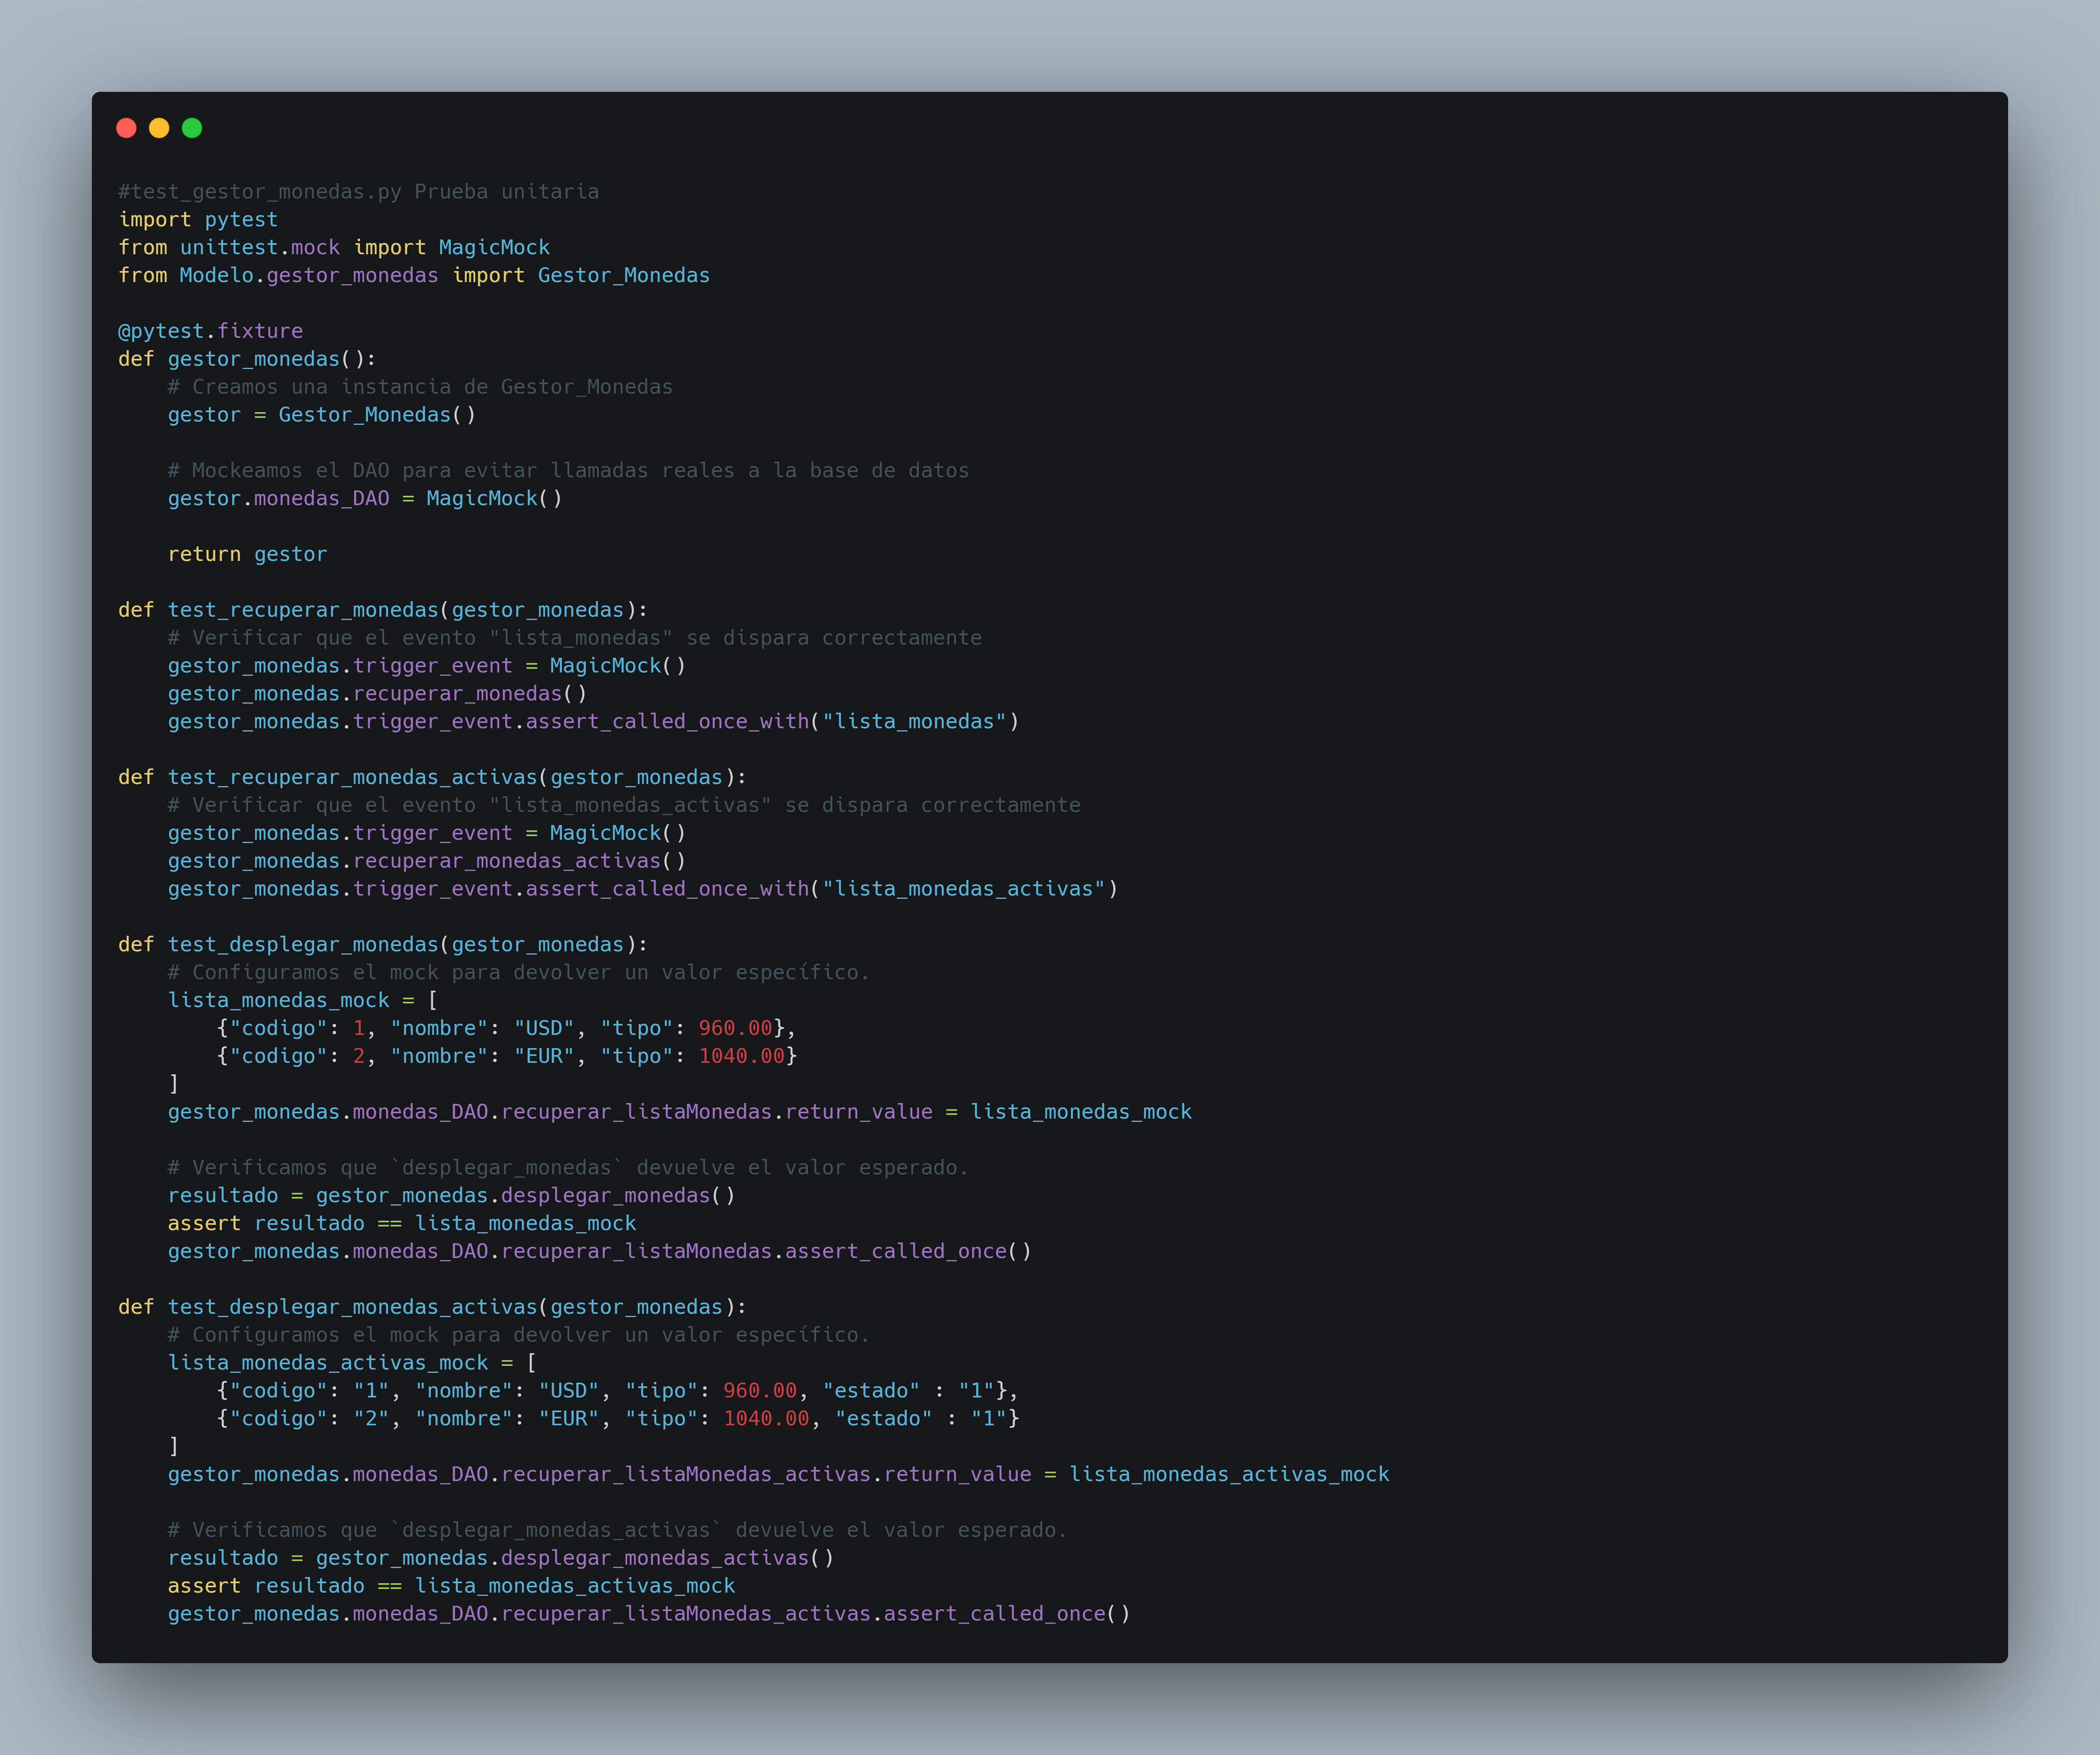 #test_gestor_monedas.py Prueba unitaria
import pytest
from unittest.mock import MagicMock
from Modelo.gestor_monedas import Gestor_Monedas

@pytest.fixture
def gestor_monedas():
    # Creamos una instancia de Gestor_Monedas
    gestor = Gestor_Monedas()

    # Mockeamos el DAO para evitar llamadas reales a la base de datos
    gestor.monedas_DAO = MagicMock()

    return gestor

def test_recuperar_monedas(gestor_monedas):
    # Verificar que el evento "lista_monedas" se dispara correctamente
    gestor_monedas.trigger_event = MagicMock()
    gestor_monedas.recuperar_monedas()
    gestor_monedas.trigger_event.assert_called_once_with("lista_monedas")

def test_recuperar_monedas_activas(gestor_monedas):
    # Verificar que el evento "lista_monedas_activas" se dispara correctamente
    gestor_monedas.trigger_event = MagicMock()
    gestor_monedas.recuperar_monedas_activas()
    gestor_monedas.trigger_event.assert_called_once_with("lista_monedas_activas")

def test_desplegar_monedas(gestor_monedas):
    # Configuramos el mock para devolver un valor específico.
    lista_monedas_mock = [
        {"codigo": 1, "nombre": "USD", "tipo": 960.00},
        {"codigo": 2, "nombre": "EUR", "tipo": 1040.00}
    ]
    gestor_monedas.monedas_DAO.recuperar_listaMonedas.return_value = lista_monedas_mock

    # Verificamos que `desplegar_monedas` devuelve el valor esperado.
    resultado = gestor_monedas.desplegar_monedas()
    assert resultado == lista_monedas_mock
    gestor_monedas.monedas_DAO.recuperar_listaMonedas.assert_called_once()

def test_desplegar_monedas_activas(gestor_monedas):
    # Configuramos el mock para devolver un valor específico.
    lista_monedas_activas_mock = [
        {"codigo": "1", "nombre": "USD", "tipo": 960.00, "estado" : "1"},
        {"codigo": "2", "nombre": "EUR", "tipo": 1040.00, "estado" : "1"}
    ]
    gestor_monedas.monedas_DAO.recuperar_listaMonedas_activas.return_value = lista_monedas_activas_mock

    # Verificamos que `desplegar_monedas_activas` devuelve el valor esperado.
    resultado = gestor_monedas.desplegar_monedas_activas()
    assert resultado == lista_monedas_activas_mock
    gestor_monedas.monedas_DAO.recuperar_listaMonedas_activas.assert_called_once()